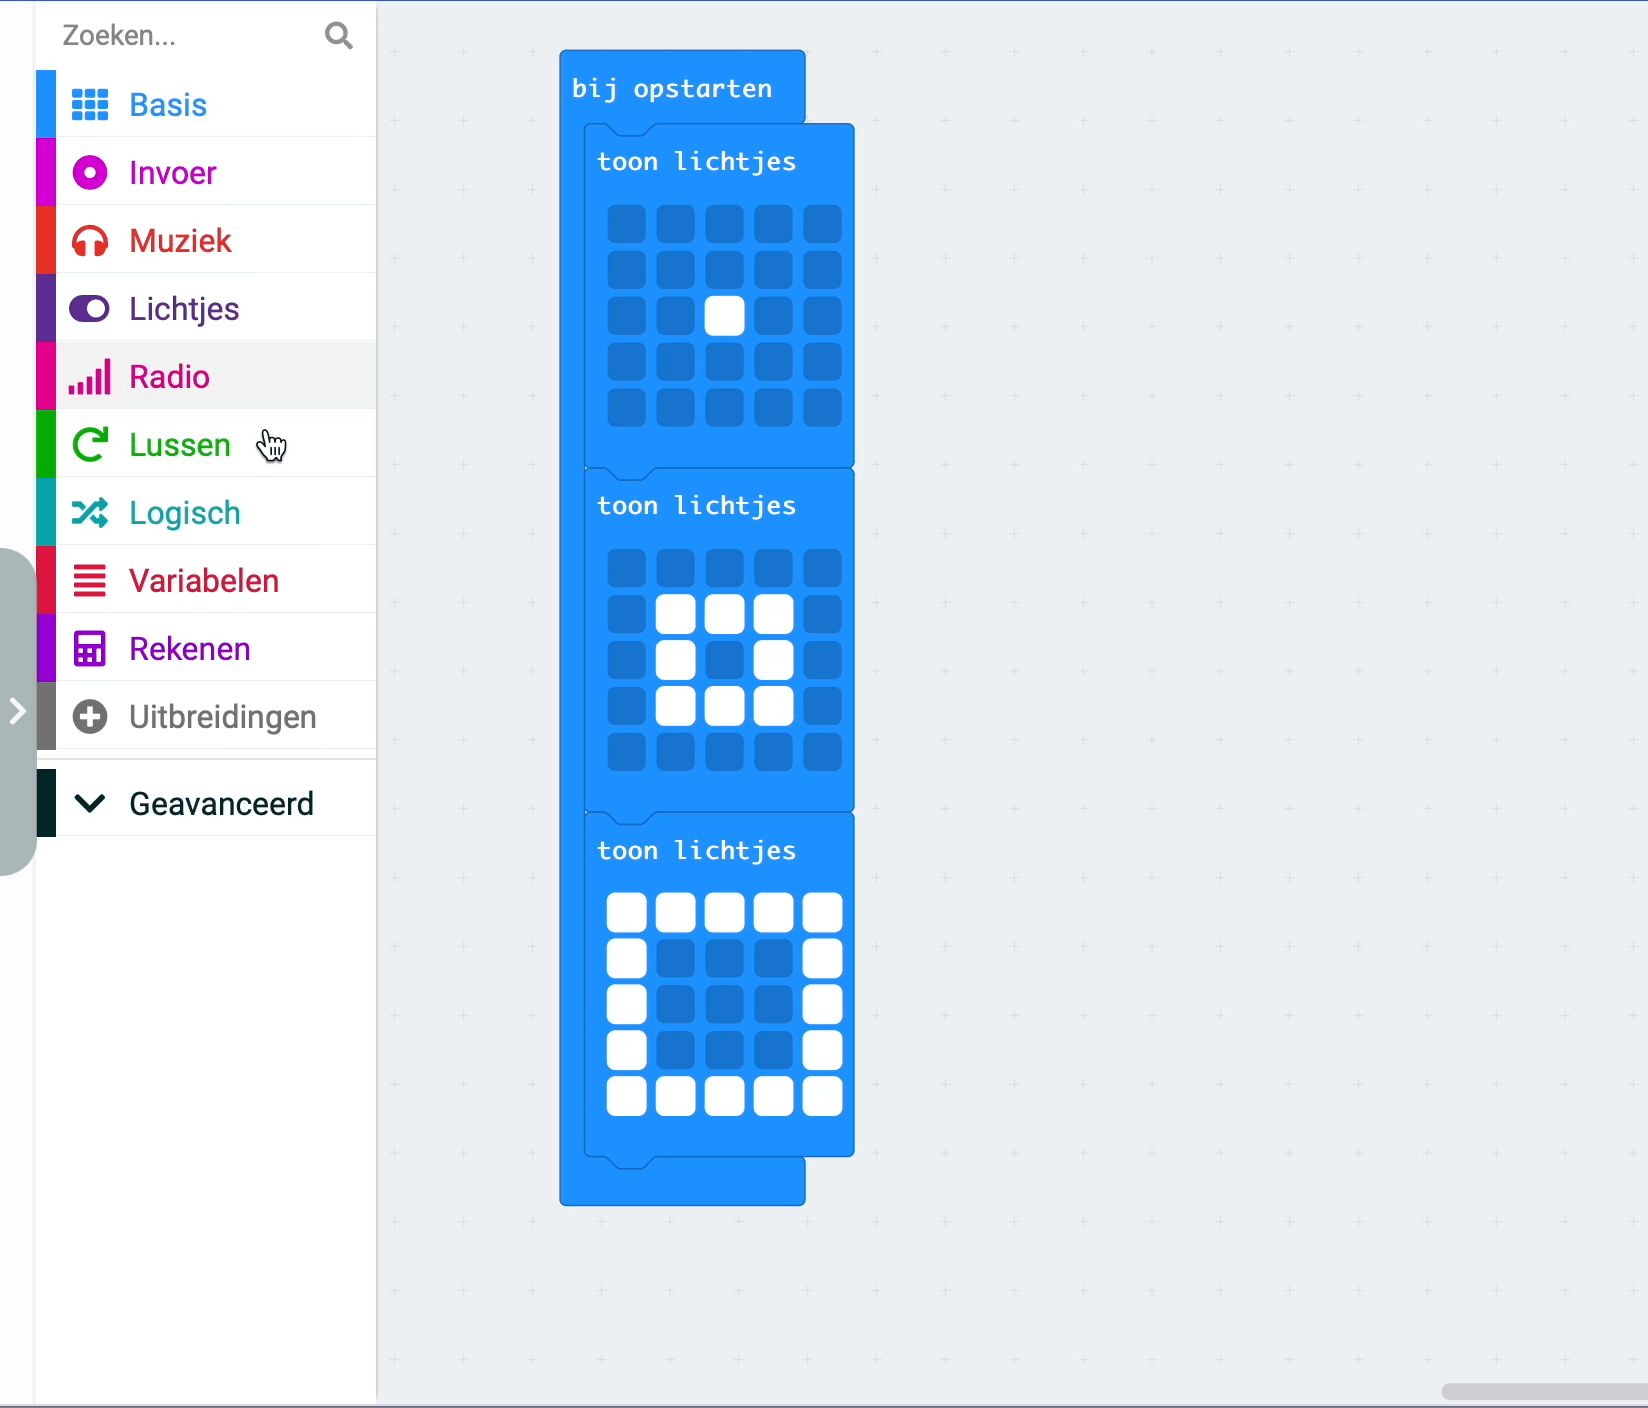 Zoeken...
Basis
Invoer
Muziek
Lichtjes
Radio
Lussen
Logisch
Variabelen
Rekenen
Uitbreidingen
Geavanceerd
bij opstarten
toon lichtjes
toon lichtjes
toon lichtjes